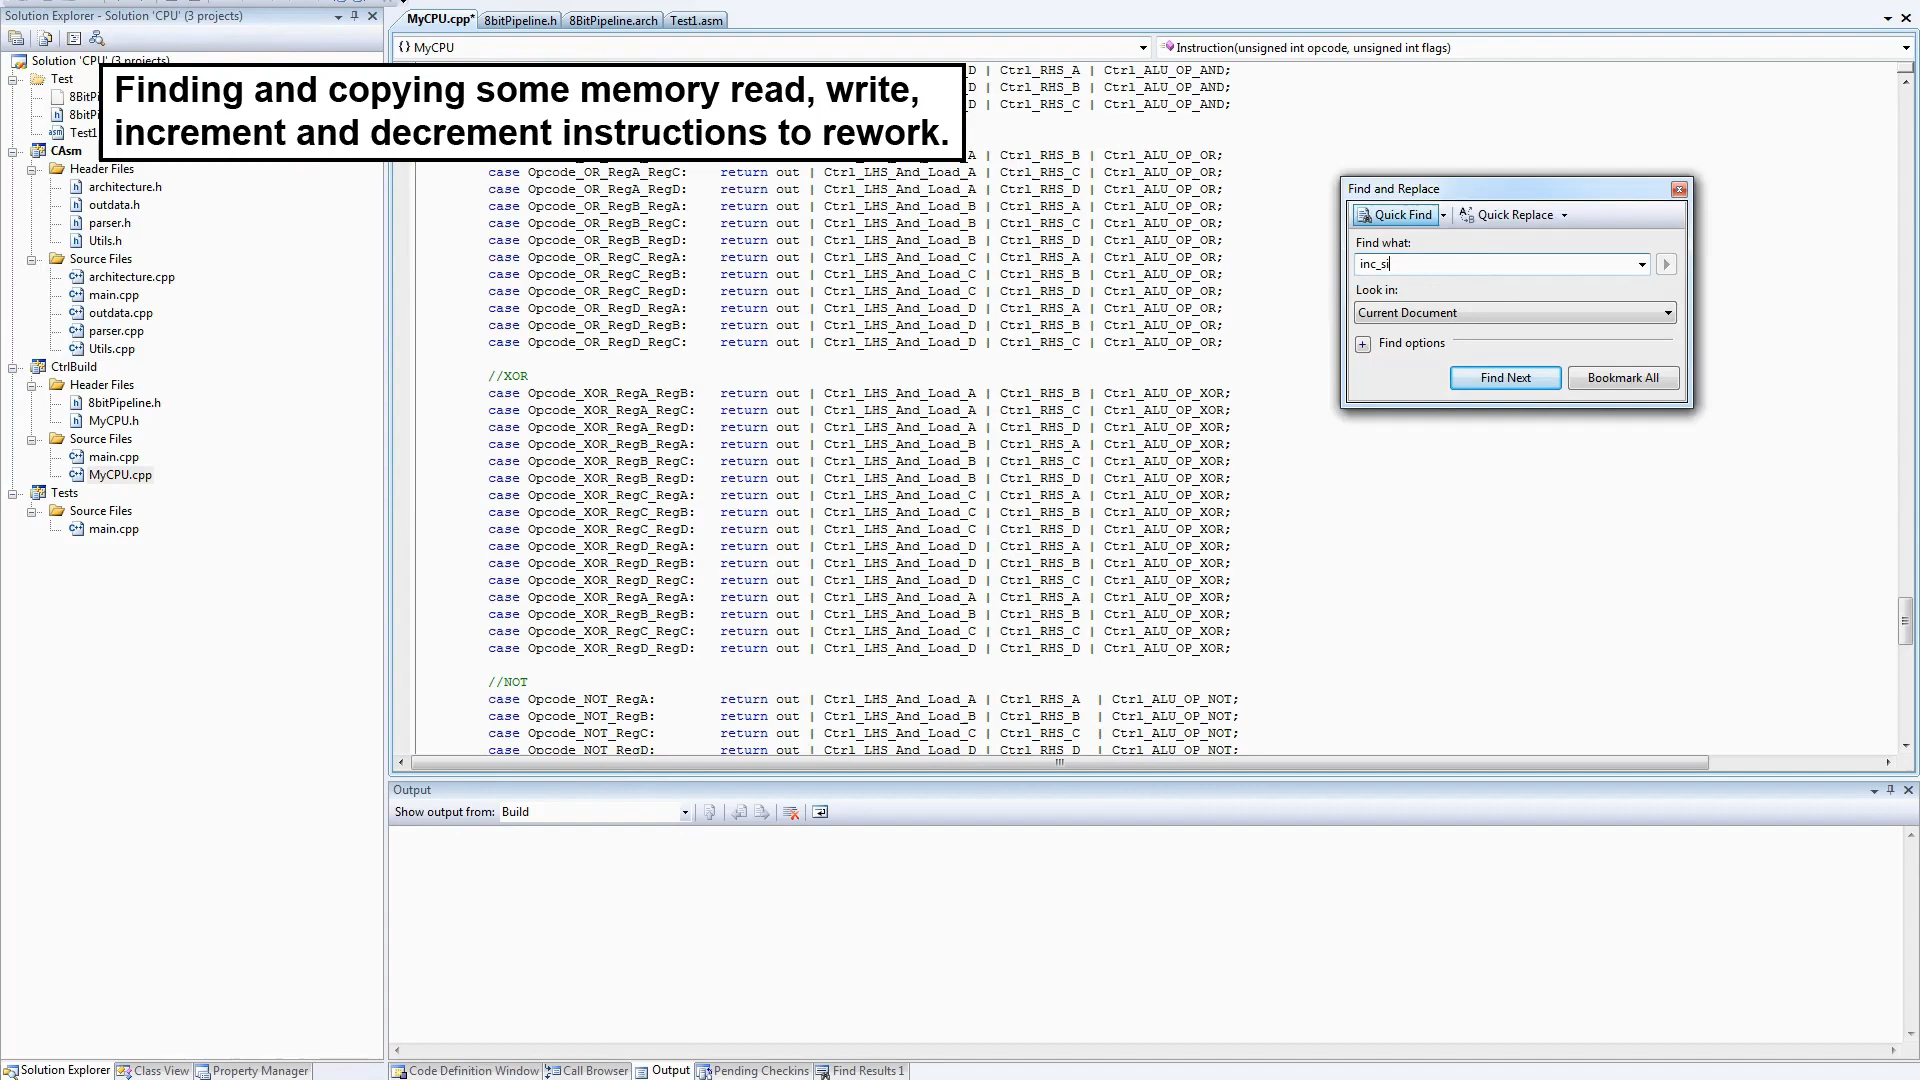 Solution Explorer - Solution 'CPU' (3 projects)
MyCPU.cpp* 8bitPipeline.h 8BitPipeline.arch Test1.asm
{} MyCPU
Instruction(unsigned int opcode, unsigned int flags)
Solution 'CPU' (3 projects)
Test
8BitPi
8bitPi
Test1
CAsm
Header Files
architecture.h
outdata.h
parser.h
Utils.h
Source Files
architecture.cpp
main.cpp
outdata.cpp
parser.cpp
Utils.cpp
CtrlBuild
Header Files
8bitPipeline.h
MyCPU.h
Source Files
main.cpp
MyCPU.cpp
Tests
Source Files
main.cpp
Finding and copying some memory read, write,
increment and decrement instructions to rework.
D | Ctrl_RHS_A | Ctrl_ALU_OP_AND;
D | Ctrl_RHS_B | Ctrl_ALU_OP_AND;
D | Ctrl_RHS_C | Ctrl_ALU_OP_AND;
A | Ctrl_RHS_B | Ctrl_ALU_OP_OR;
case Opcode_OR_RegA_RegC: return out | Ctrl_LHS_And_Load_A | Ctrl_RHS_C | Ctrl_ALU_OP_OR;
case Opcode_OR_RegA_RegD: return out | Ctrl_LHS_And_Load_A | Ctrl_RHS_D | Ctrl_ALU_OP_OR;
case Opcode_OR_RegB_RegA: return out | Ctrl_LHS_And_Load_B | Ctrl_RHS_A | Ctrl_ALU_OP_OR;
case Opcode_OR_RegB_RegC: return out | Ctrl_LHS_And_Load_B | Ctrl_RHS_C | Ctrl_ALU_OP_OR;
case Opcode_OR_RegB_RegD: return out | Ctrl_LHS_And_Load_B | Ctrl_RHS_D | Ctrl_ALU_OP_OR;
case Opcode_OR_RegC_RegA: return out | Ctrl_LHS_And_Load_C | Ctrl_RHS_A | Ctrl_ALU_OP_OR;
case Opcode_OR_RegC_RegB: return out | Ctrl_LHS_And_Load_C | Ctrl_RHS_B | Ctrl_ALU_OP_OR;
case Opcode_OR_RegC_RegD: return out | Ctrl_LHS_And_Load_C | Ctrl_RHS_D | Ctrl_ALU_OP_OR;
case Opcode_OR_RegD_RegA: return out | Ctrl_LHS_And_Load_D | Ctrl_RHS_A | Ctrl_ALU_OP_OR;
case Opcode_OR_RegD_RegB: return out | Ctrl_LHS_And_Load_D | Ctrl_RHS_B | Ctrl_ALU_OP_OR;
case Opcode_OR_RegD_RegC: return out | Ctrl_LHS_And_Load_D | Ctrl_RHS_C | Ctrl_ALU_OP_OR;
//XOR
case Opcode_XOR_RegA_RegB: return out | Ctrl_LHS_And_Load_A | Ctrl_RHS_B | Ctrl_ALU_OP_XOR;
case Opcode_XOR_RegA_RegC: return out | Ctrl_LHS_And_Load_A | Ctrl_RHS_C | Ctrl_ALU_OP_XOR;
case Opcode_XOR_RegA_RegD: return out | Ctrl_LHS_And_Load_A | Ctrl_RHS_D | Ctrl_ALU_OP_XOR;
case Opcode_XOR_RegB_RegA: return out | Ctrl_LHS_And_Load_B | Ctrl_RHS_A | Ctrl_ALU_OP_XOR;
case Opcode_XOR_RegB_RegC: return out | Ctrl_LHS_And_Load_B | Ctrl_RHS_C | Ctrl_ALU_OP_XOR;
case Opcode_XOR_RegB_RegD: return out | Ctrl_LHS_And_Load_B | Ctrl_RHS_D | Ctrl_ALU_OP_XOR;
case Opcode_XOR_RegC_RegA: return out | Ctrl_LHS_And_Load_C | Ctrl_RHS_A | Ctrl_ALU_OP_XOR;
case Opcode_XOR_RegC_RegB: return out | Ctrl_LHS_And_Load_C | Ctrl_RHS_B | Ctrl_ALU_OP_XOR;
case Opcode_XOR_RegC_RegD: return out | Ctrl_LHS_And_Load_C | Ctrl_RHS_D | Ctrl_ALU_OP_XOR;
case Opcode_XOR_RegD_RegA: return out | Ctrl_LHS_And_Load_D | Ctrl_RHS_A | Ctrl_ALU_OP_XOR;
case Opcode_XOR_RegD_RegB: return out | Ctrl_LHS_And_Load_D | Ctrl_RHS_B | Ctrl_ALU_OP_XOR;
case Opcode_XOR_RegD_RegC: return out | Ctrl_LHS_And_Load_D | Ctrl_RHS_C | Ctrl_ALU_OP_XOR;
case Opcode_XOR_RegA_RegA: return out | Ctrl_LHS_And_Load_A | Ctrl_RHS_A | Ctrl_ALU_OP_XOR;
case Opcode_XOR_RegB_RegB: return out | Ctrl_LHS_And_Load_B | Ctrl_RHS_B | Ctrl_ALU_OP_XOR;
case Opcode_XOR_RegC_RegC: return out | Ctrl_LHS_And_Load_C | Ctrl_RHS_C | Ctrl_ALU_OP_XOR;
case Opcode_XOR_RegD_RegD: return out | Ctrl_LHS_And_Load_D | Ctrl_RHS_D | Ctrl_ALU_OP_XOR;
//NOT
case Opcode_NOT_RegA: return out | Ctrl_LHS_And_Load_A | Ctrl_RHS_A | Ctrl_ALU_OP_NOT;
case Opcode_NOT_RegB: return out | Ctrl_LHS_And_Load_B | Ctrl_RHS_B | Ctrl_ALU_OP_NOT;
case Opcode_NOT_RegC: return out | Ctrl_LHS_And_Load_C | Ctrl_RHS_C | Ctrl_ALU_OP_NOT;
case Opcode_NOT_RegD: return out | Ctrl_LHS_And_Load_D | Ctrl_RHS_D | Ctrl_ALU_OP_NOT;
Find and Replace
Quick Find Quick Replace
Find what:
inc_si
Look in:
Current Document
Find options
Find Next Bookmark All
Output
Show output from: Build
Solution Explorer Class View Property Manager
Code Definition Window Call Browser Output Pending Checkins Find Results 1